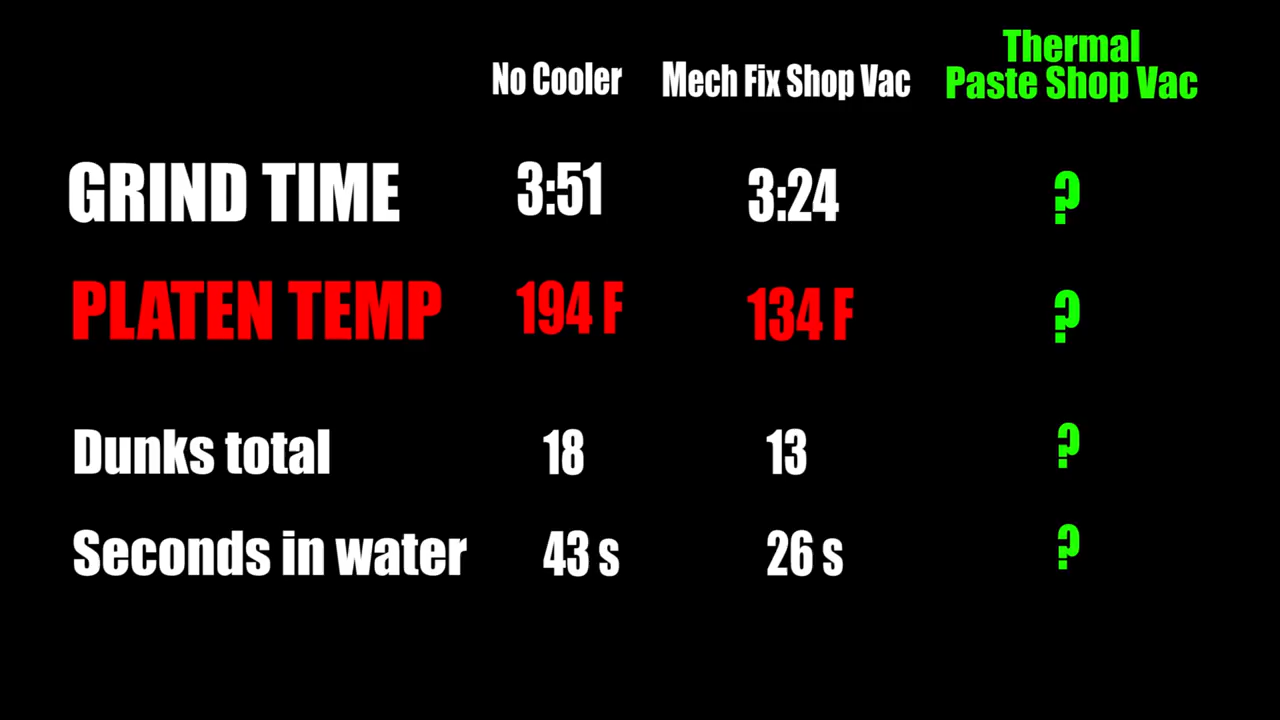 No Cooler Mech Fix Shop Vac Thermal
Paste Shop Vac
GRIND TIME 3:51 3:24 ?
PLATEN TEMP 194 F 134 F ?
Dunks total 18 13 ?
Seconds in water 43 s 26 s ?